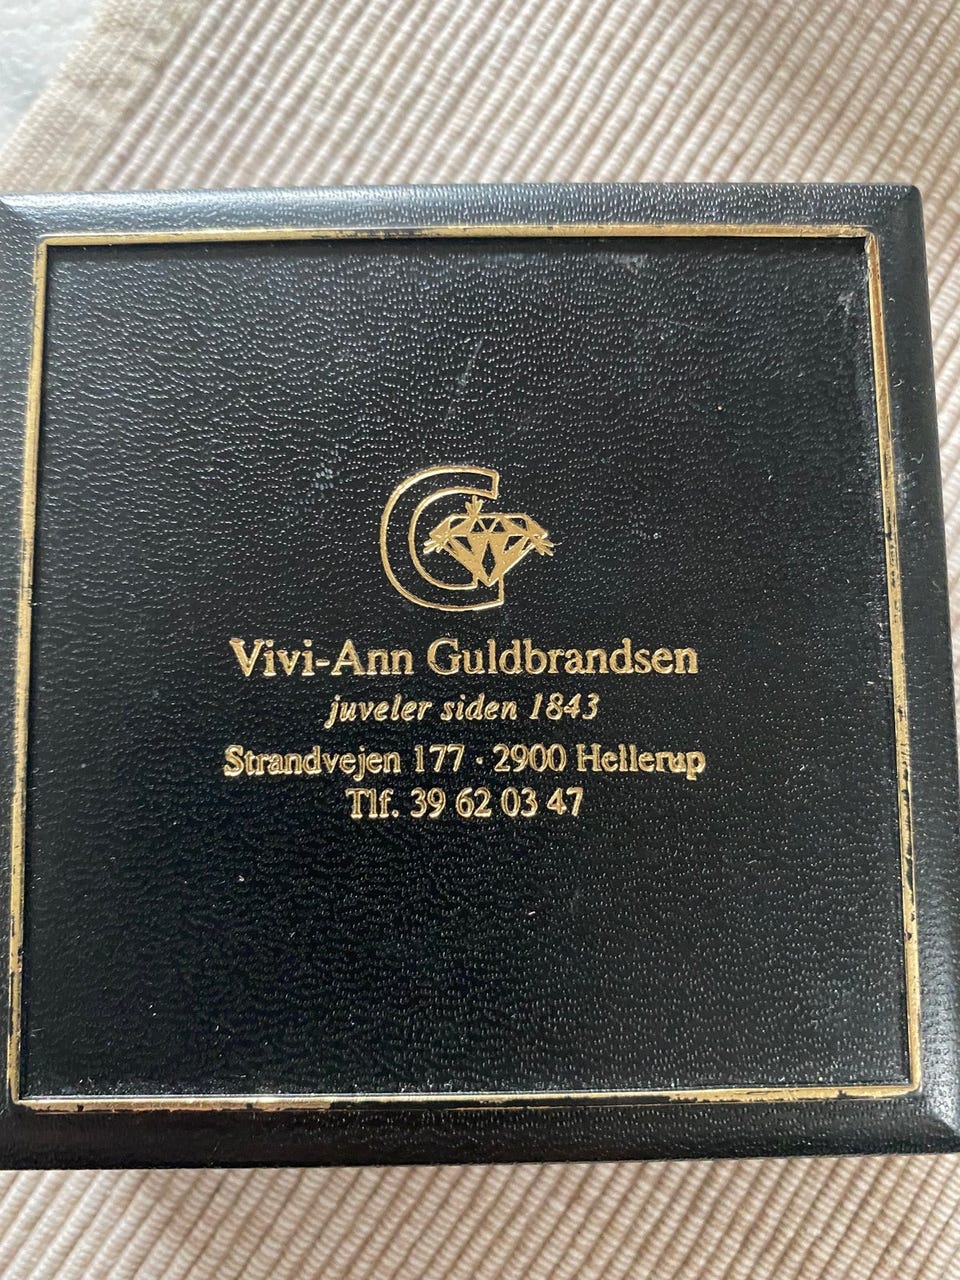 Vivi-Ann Guldbrandsen
juveler siden 1843
Strandvejen 177 · 2900 Hellerup
Tlf. 39 62 03 47